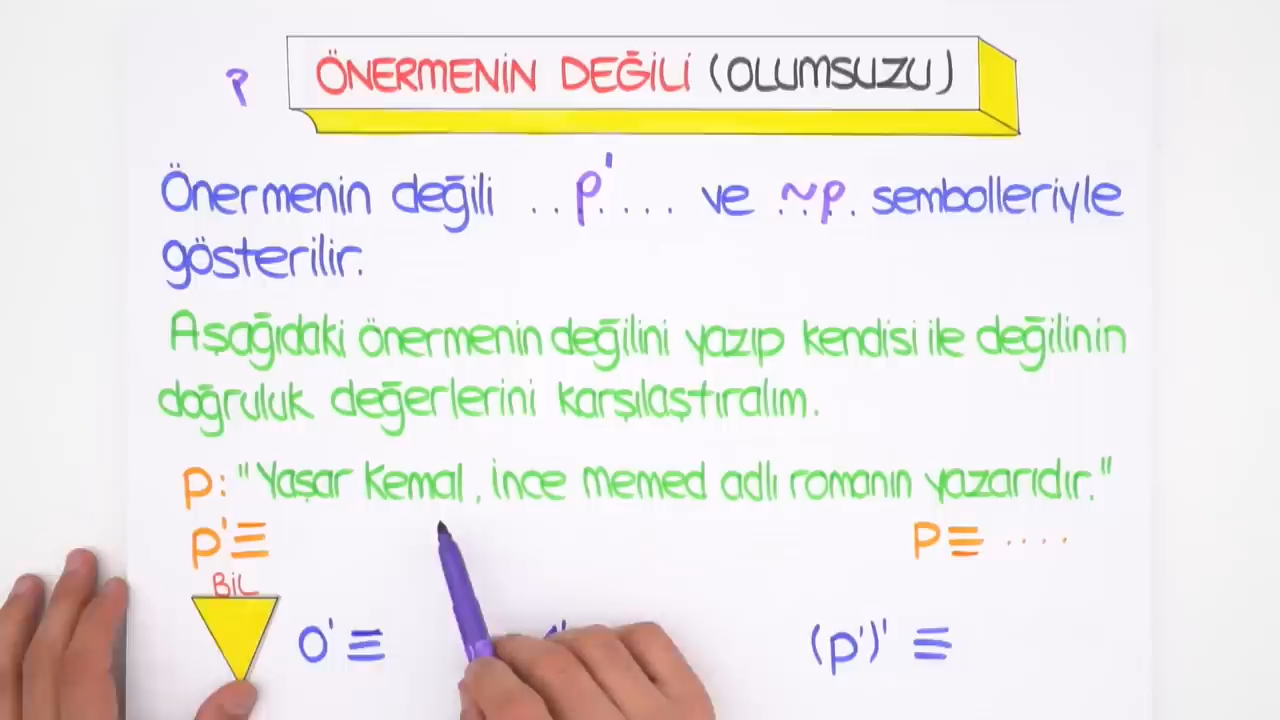 P
ÖNERMENİN DEĞİLİ (OLUMSUZU)
Önermenin değili ..p'.... ve .~p. sembolleriyle
gösterilir.
Aşağıdaki önermenin değilini yazıp kendisi ile değilinin
doğruluk değerlerini karşılaştıralım.
p: "Yaşar Kemal, İnce memed adlı romanın yazarıdır."
p'≡ P≡ ....
BİL
0' ≡ (p')' ≡